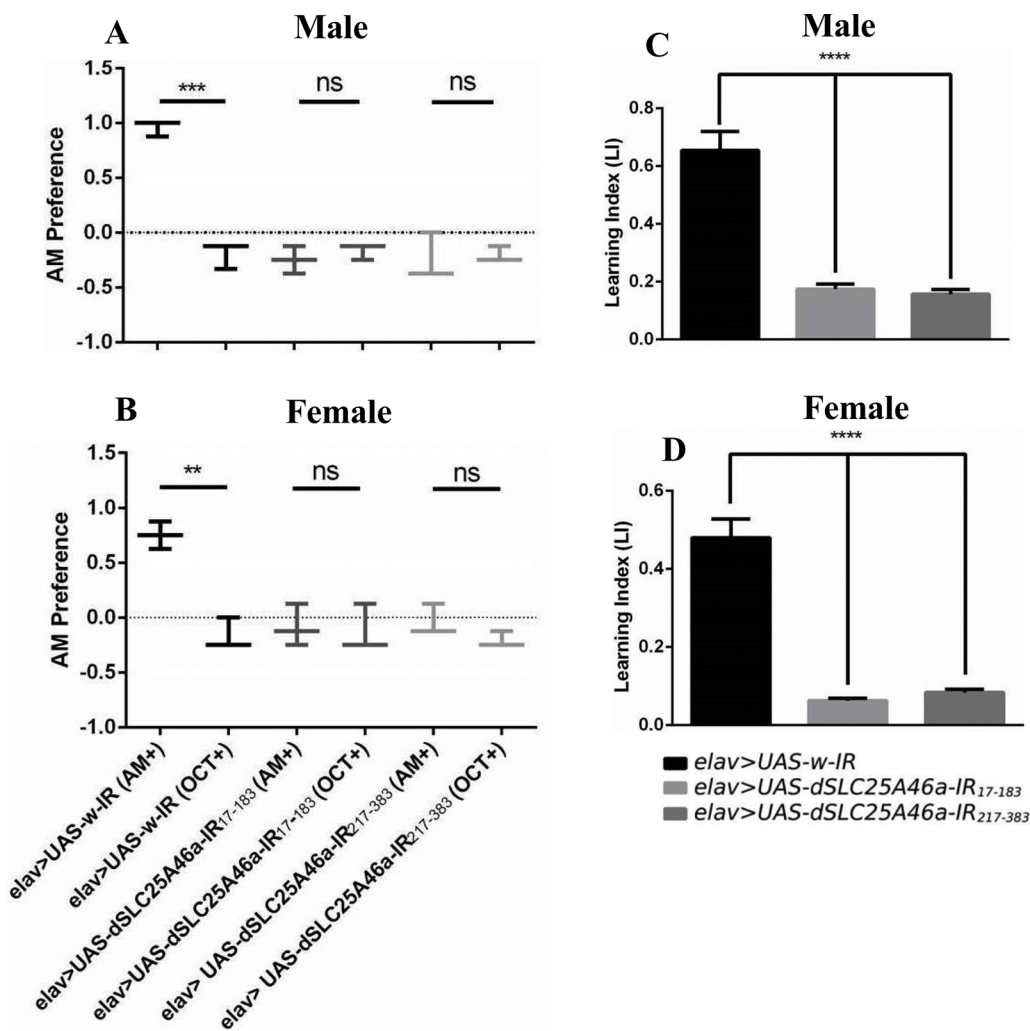 A
Male
1.5
1.0
0.5
0.0
-0.5
-1.0
AM Preference
***
ns
ns
B
Female
1.5
1.0
0.5
0.0
-0.5
-1.0
AM Preference
**
ns
ns
elav>UAS-w-IR (AM+)
elav>UAS-w-IR (OCT+)
elav>UAS-dSLC25A46a-IR17-183 (AM+)
elav>UAS-dSLC25A46a-IR17-183 (OCT+)
elav> UAS-dSLC25A46a-IR217-383 (AM+)
elav> UAS-dSLC25A46a-IR217-383 (OCT+)
C
Male
****
0.8
0.6
0.4
0.2
0.0
Learning Index (LI)
Female
D
****
0.6
0.4
0.2
0.0
Learning Index (LI)
elav>UAS-w-IR
elav>UAS-dSLC25A46a-IR17-183
elav>UAS-dSLC25A46a-IR217-383